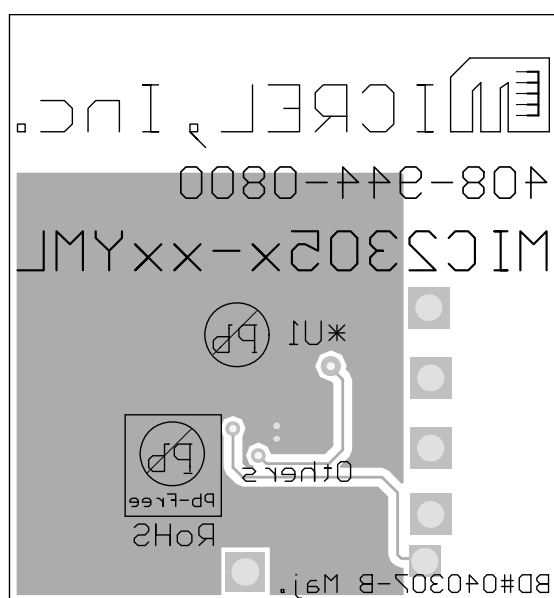 MICREL, Inc.
408-944-0800
MIC2305x-xxYML
*U1
Pb
Pb
Pb-Free
Others
RoHS
BD#040307-B Maj.